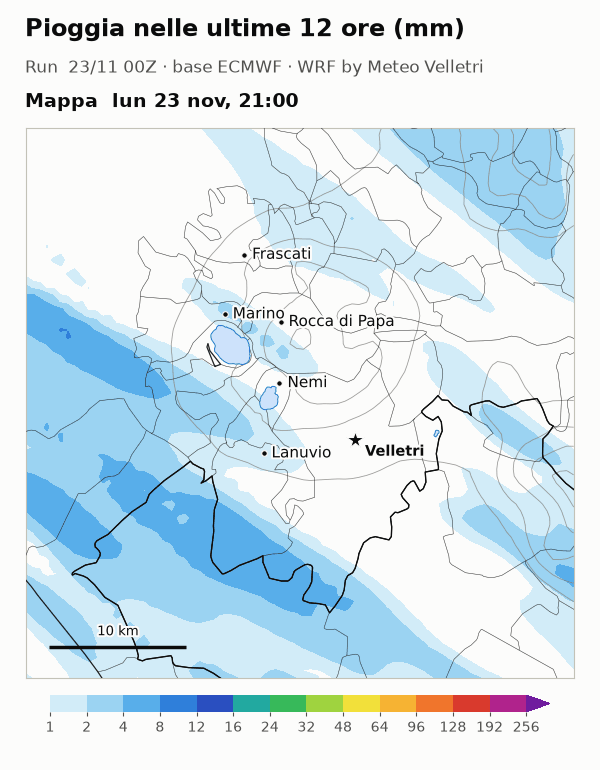 Pioggia nelle ultime 12 ore (mm)
Run  23/11 00Z · base ECMWF · WRF by Meteo Velletri
Mappa  lun 23 nov, 21:00
Frascati
Marino
Rocca di Papa
Nemi
Velletri
Lanuvio
10 km
1 2 4 8 12 16 24 32 48 64 96 128 192 256